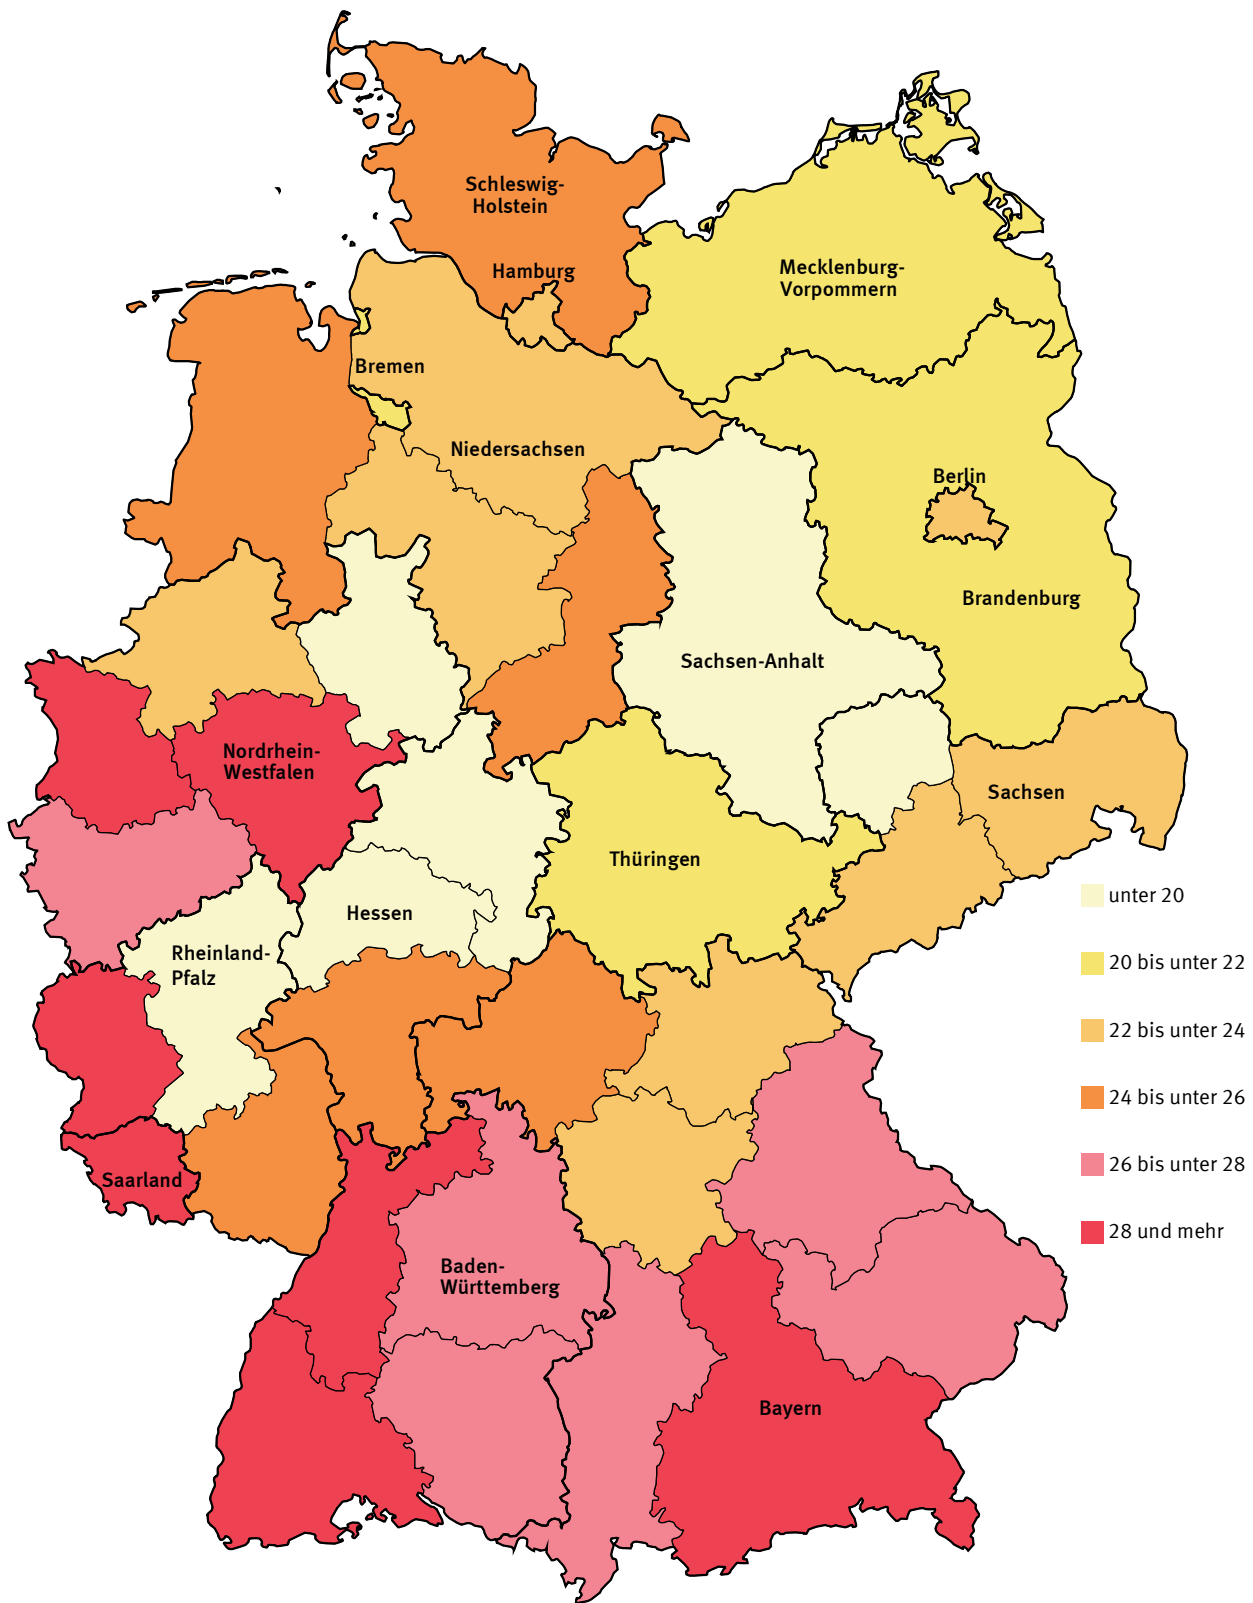 Schleswig-
Holstein
Hamburg
Mecklenburg-
Vorpommern
Bremen
Niedersachsen
Berlin
Brandenburg
Sachsen-Anhalt
Nordrhein-
Westfalen
Sachsen
Thüringen
Hessen
Rheinland-
Pfalz
Saarland
Baden-
Württemberg
Bayern
unter 20
20 bis unter 22
22 bis unter 24
24 bis unter 26
26 bis unter 28
28 und mehr